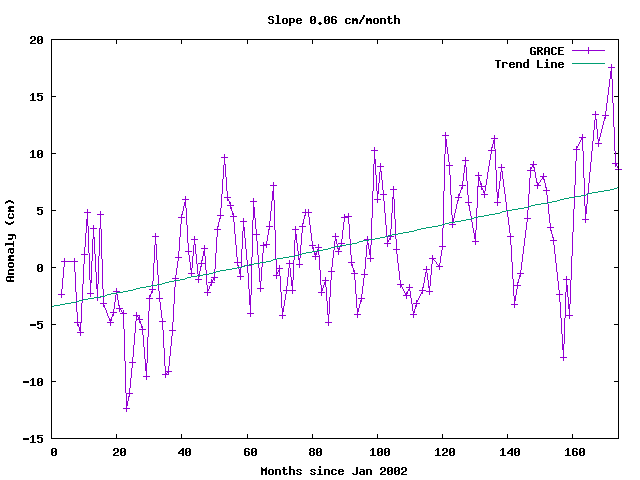 Slope 0.06 cm/month
GRACE
Trend Line
20
15
10
5
0
-5
-10
-15
Anomaly (cm)
0 20 40 60 80 100 120 140 160
Months since Jan 2002